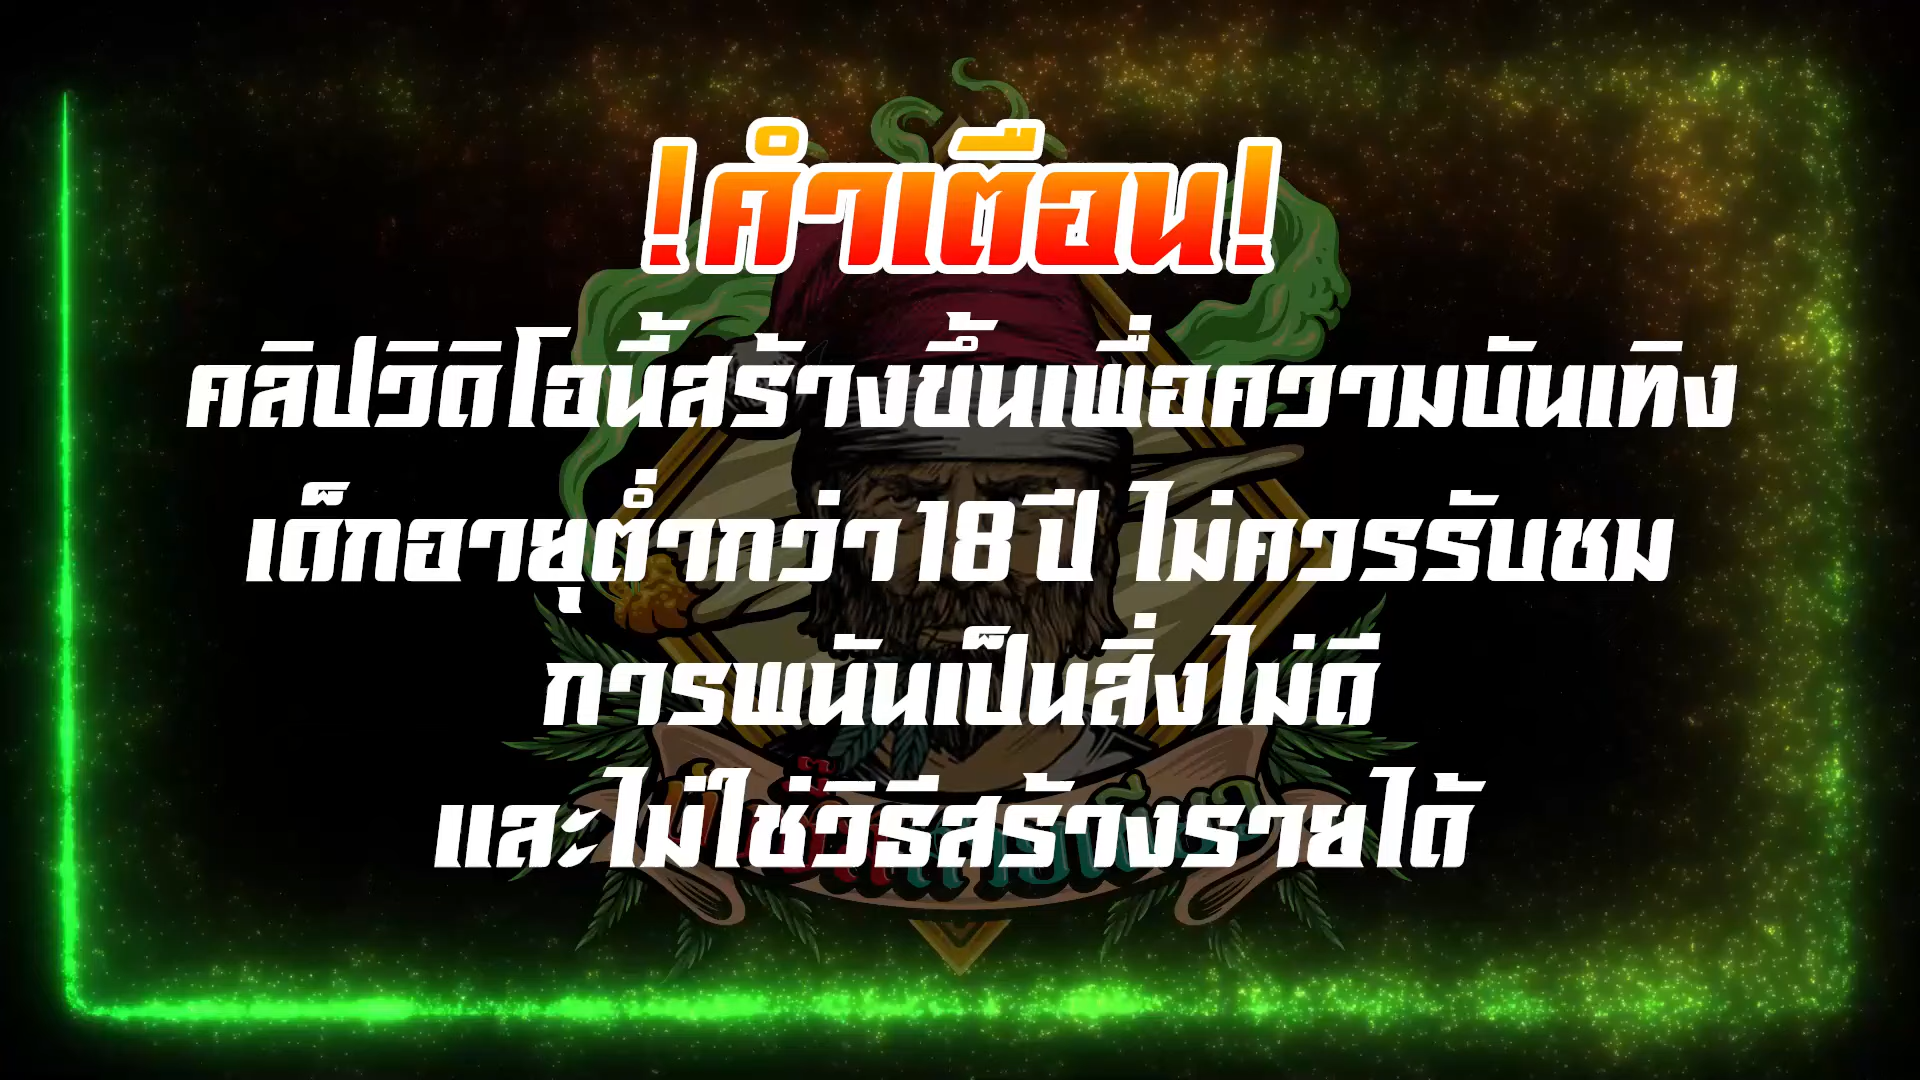 !คำเตือน!
คลิปวิดิโอนี้สร้างขึ้นเพื่อความบันเทิง
เด็กอายุต่ำกว่า 18 ปี ไม่ควรรับชม
การพนันเป็นสิ่งไม่ดี
และไม่ใช่วิธีสร้างรายได้